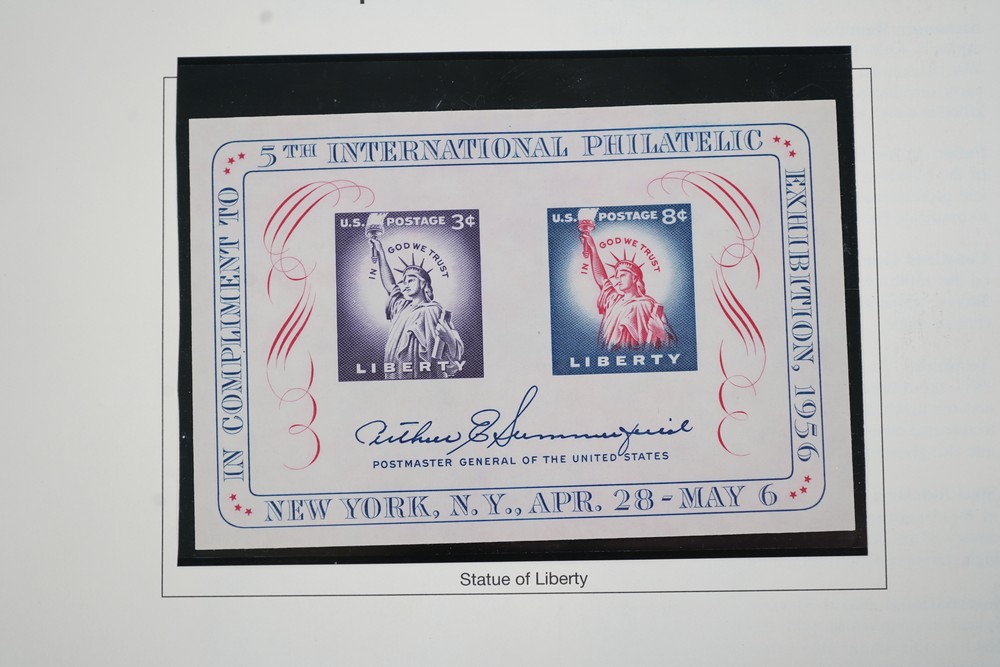 IN COMPLIMENT TO
5TH INTERNATIONAL PHILATELIC
EXHIBITION, 1956
U.S. POSTAGE 3¢
IN GOD WE TRUST
LIBERTY
U.S. POSTAGE 8¢
IN GOD WE TRUST
LIBERTY
Arthur E Summerfield
POSTMASTER GENERAL OF THE UNITED STATES
NEW YORK, N.Y., APR. 28 - MAY 6
Statue of Liberty